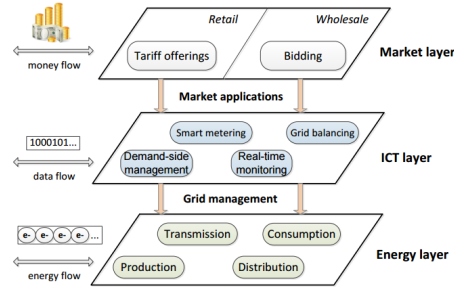 Retail
Wholesale
Tariff offerings
Bidding
Market layer
money flow
Market applications
1000101...
Smart metering
Grid balancing
Demand-side
management
Real-time
monitoring
ICT layer
data flow
Grid management
e- e- e- e- ...
Transmission
Consumption
Energy layer
Production
Distribution
energy flow